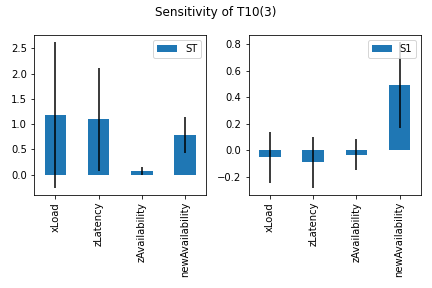 Sensitivity of T10(3)
ST
2.5
2.0
1.5
1.0
0.5
0.0
xLoad
zLatency
zAvailability
newAvailability
S1
0.8
0.6
0.4
0.2
0.0
−0.2
xLoad
zLatency
zAvailability
newAvailability